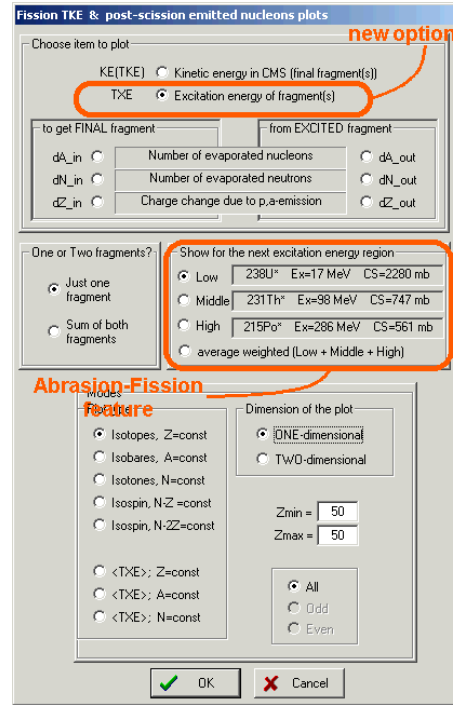 Fission TKE & post-scission emitted nucleons plots
new option
Choose item to plot
KE(TKE) Kinetic energy in CMS (final fragment(s))
TXE Excitation energy of fragment(s)
to get FINAL fragment from EXCITED fragment
dA_in Number of evaporated nucleons dA_out
dN_in Number of evaporated neutrons dN_out
dZ_in Charge change due to p,a-emission dZ_out
One or Two fragments?
Just one
fragment
Sum of both
fragments
Show for the next excitation energy region
Low 238U* Ex=17 MeV CS=2280 mb
Middle 231Th* Ex=98 MeV CS=747 mb
High 215Po* Ex=286 MeV CS=561 mb
average weighted (Low + Middle + High)
Abrasion-Fission
feature
Modes
Isotopes, Z=const
Isobares, A=const
Isotones, N=const
Isospin, N-Z =const
Isospin, N-2Z=const
<TXE>; Z=const
<TXE>; A=const
<TXE>; N=const
Dimension of the plot
ONE-dimensional
TWO-dimensional
Zmin = 50
Zmax = 50
All
Odd
Even
OK Cancel